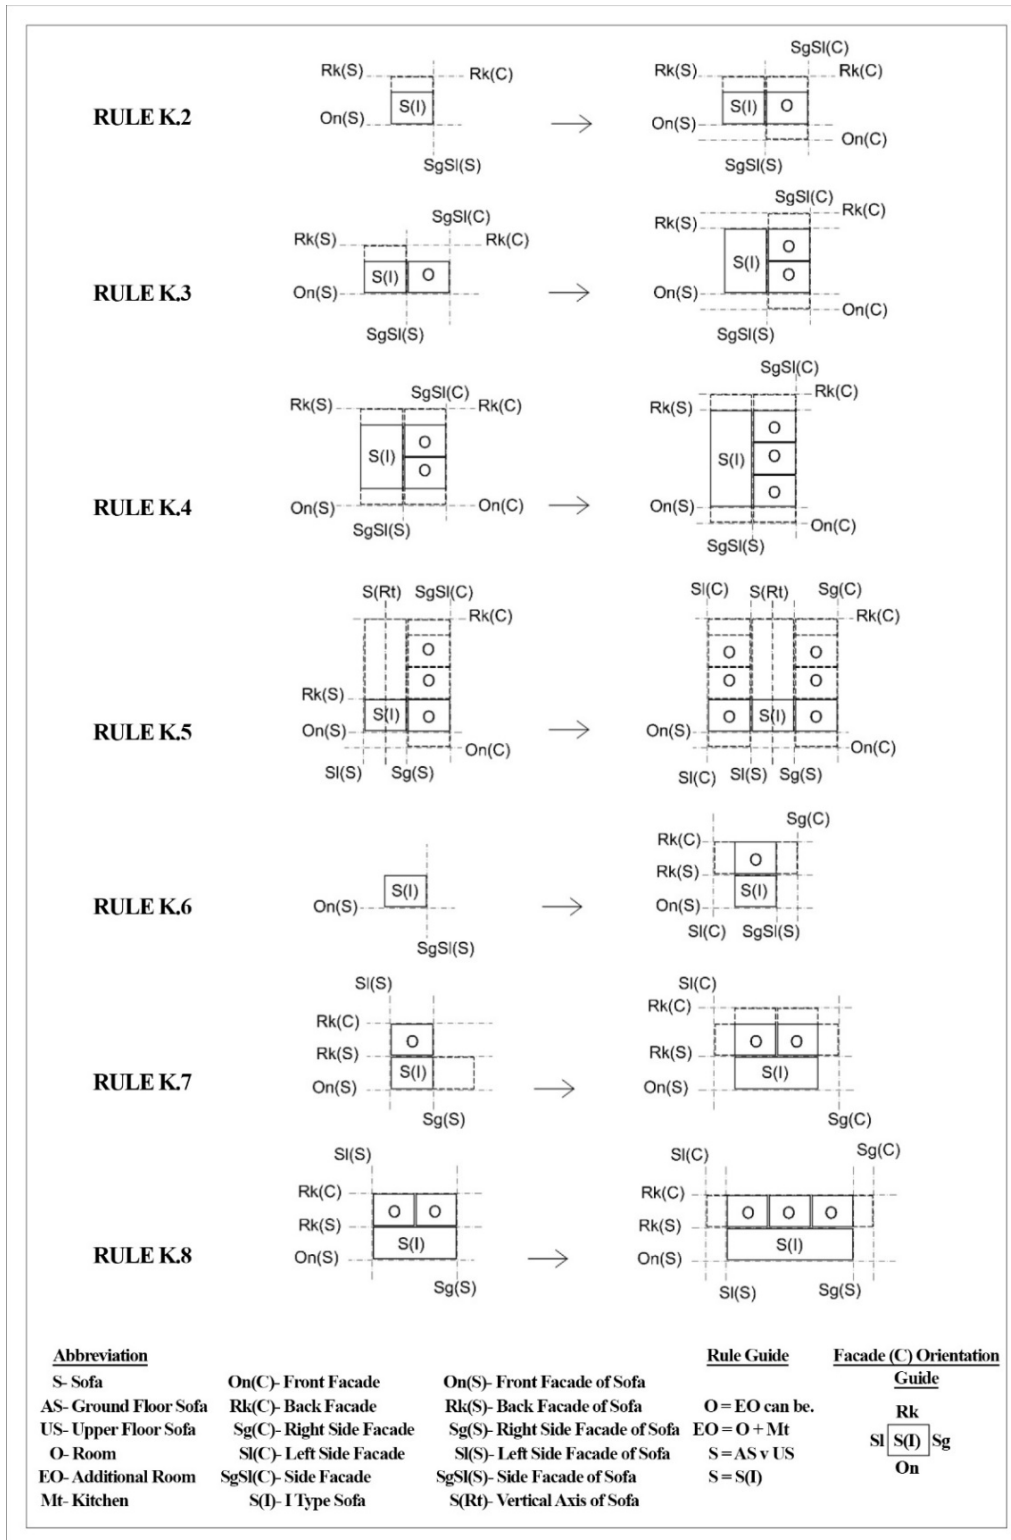 SgSl(C)
Rk(S) Rk(C) Rk(S) Rk(C)
RULE K.2 S(I) S(I) O
On(S) On(S) On(C)
SgSl(S) SgSl(S)
SgSl(C) SgSl(C)
Rk(S) Rk(C) Rk(S) Rk(C)
O
RULE K.3 S(I) O S(I) O
On(S) On(S) On(C)
SgSl(S) SgSl(S)
SgSl(C) SgSl(C)
Rk(S) Rk(C) Rk(S) Rk(C)
O O
S(I) O S(I) O
O
RULE K.4 On(S) On(C) On(S) On(C)
SgSl(S) SgSl(S)
S(Rt) SgSl(C) Sl(C) S(Rt) Sg(C)
Rk(C) Rk(C)
O O O
O O O
Rk(S)
RULE K.5 S(I) O O S(I) O
On(S) On(C) On(S) On(C)
Sl(S) Sg(S) Sl(C) Sl(S) Sg(S)
Sg(C)
Rk(C)
O
Rk(S)
RULE K.6 S(I) S(I)
On(S) On(S)
SgSl(S) Sl(C) SgSl(S)
Sl(S) Sl(C)
Rk(C) Rk(C)
O O O
Rk(S) Rk(S)
RULE K.7 S(I) S(I)
On(S) On(S)
Sg(S) Sg(C)
Sl(S) Sl(C) Sg(C)
Rk(C) Rk(C)
O O O O O
Rk(S) Rk(S)
RULE K.8 S(I) S(I)
On(S) On(S)
Sg(S) Sl(S) Sg(S)
Abbreviation Rule Guide Facade (C) Orientation
Guide
S- Sofa On(C)- Front Facade On(S)- Front Facade of Sofa
AS- Ground Floor Sofa Rk(C)- Back Facade Rk(S)- Back Facade of Sofa O = EO can be. Rk
US- Upper Floor Sofa Sg(C)- Right Side Facade Sg(S)- Right Side Facade of Sofa EO = O + Mt
O- Room Sl(C)- Left Side Facade Sl(S)- Left Side Facade of Sofa S = AS v US Sl S(I) Sg
EO- Additional Room SgSl(C)- Side Facade SgSl(S)- Side Facade of Sofa S = S(I) On
Mt- Kitchen S(I)- I Type Sofa S(Rt)- Vertical Axis of Sofa